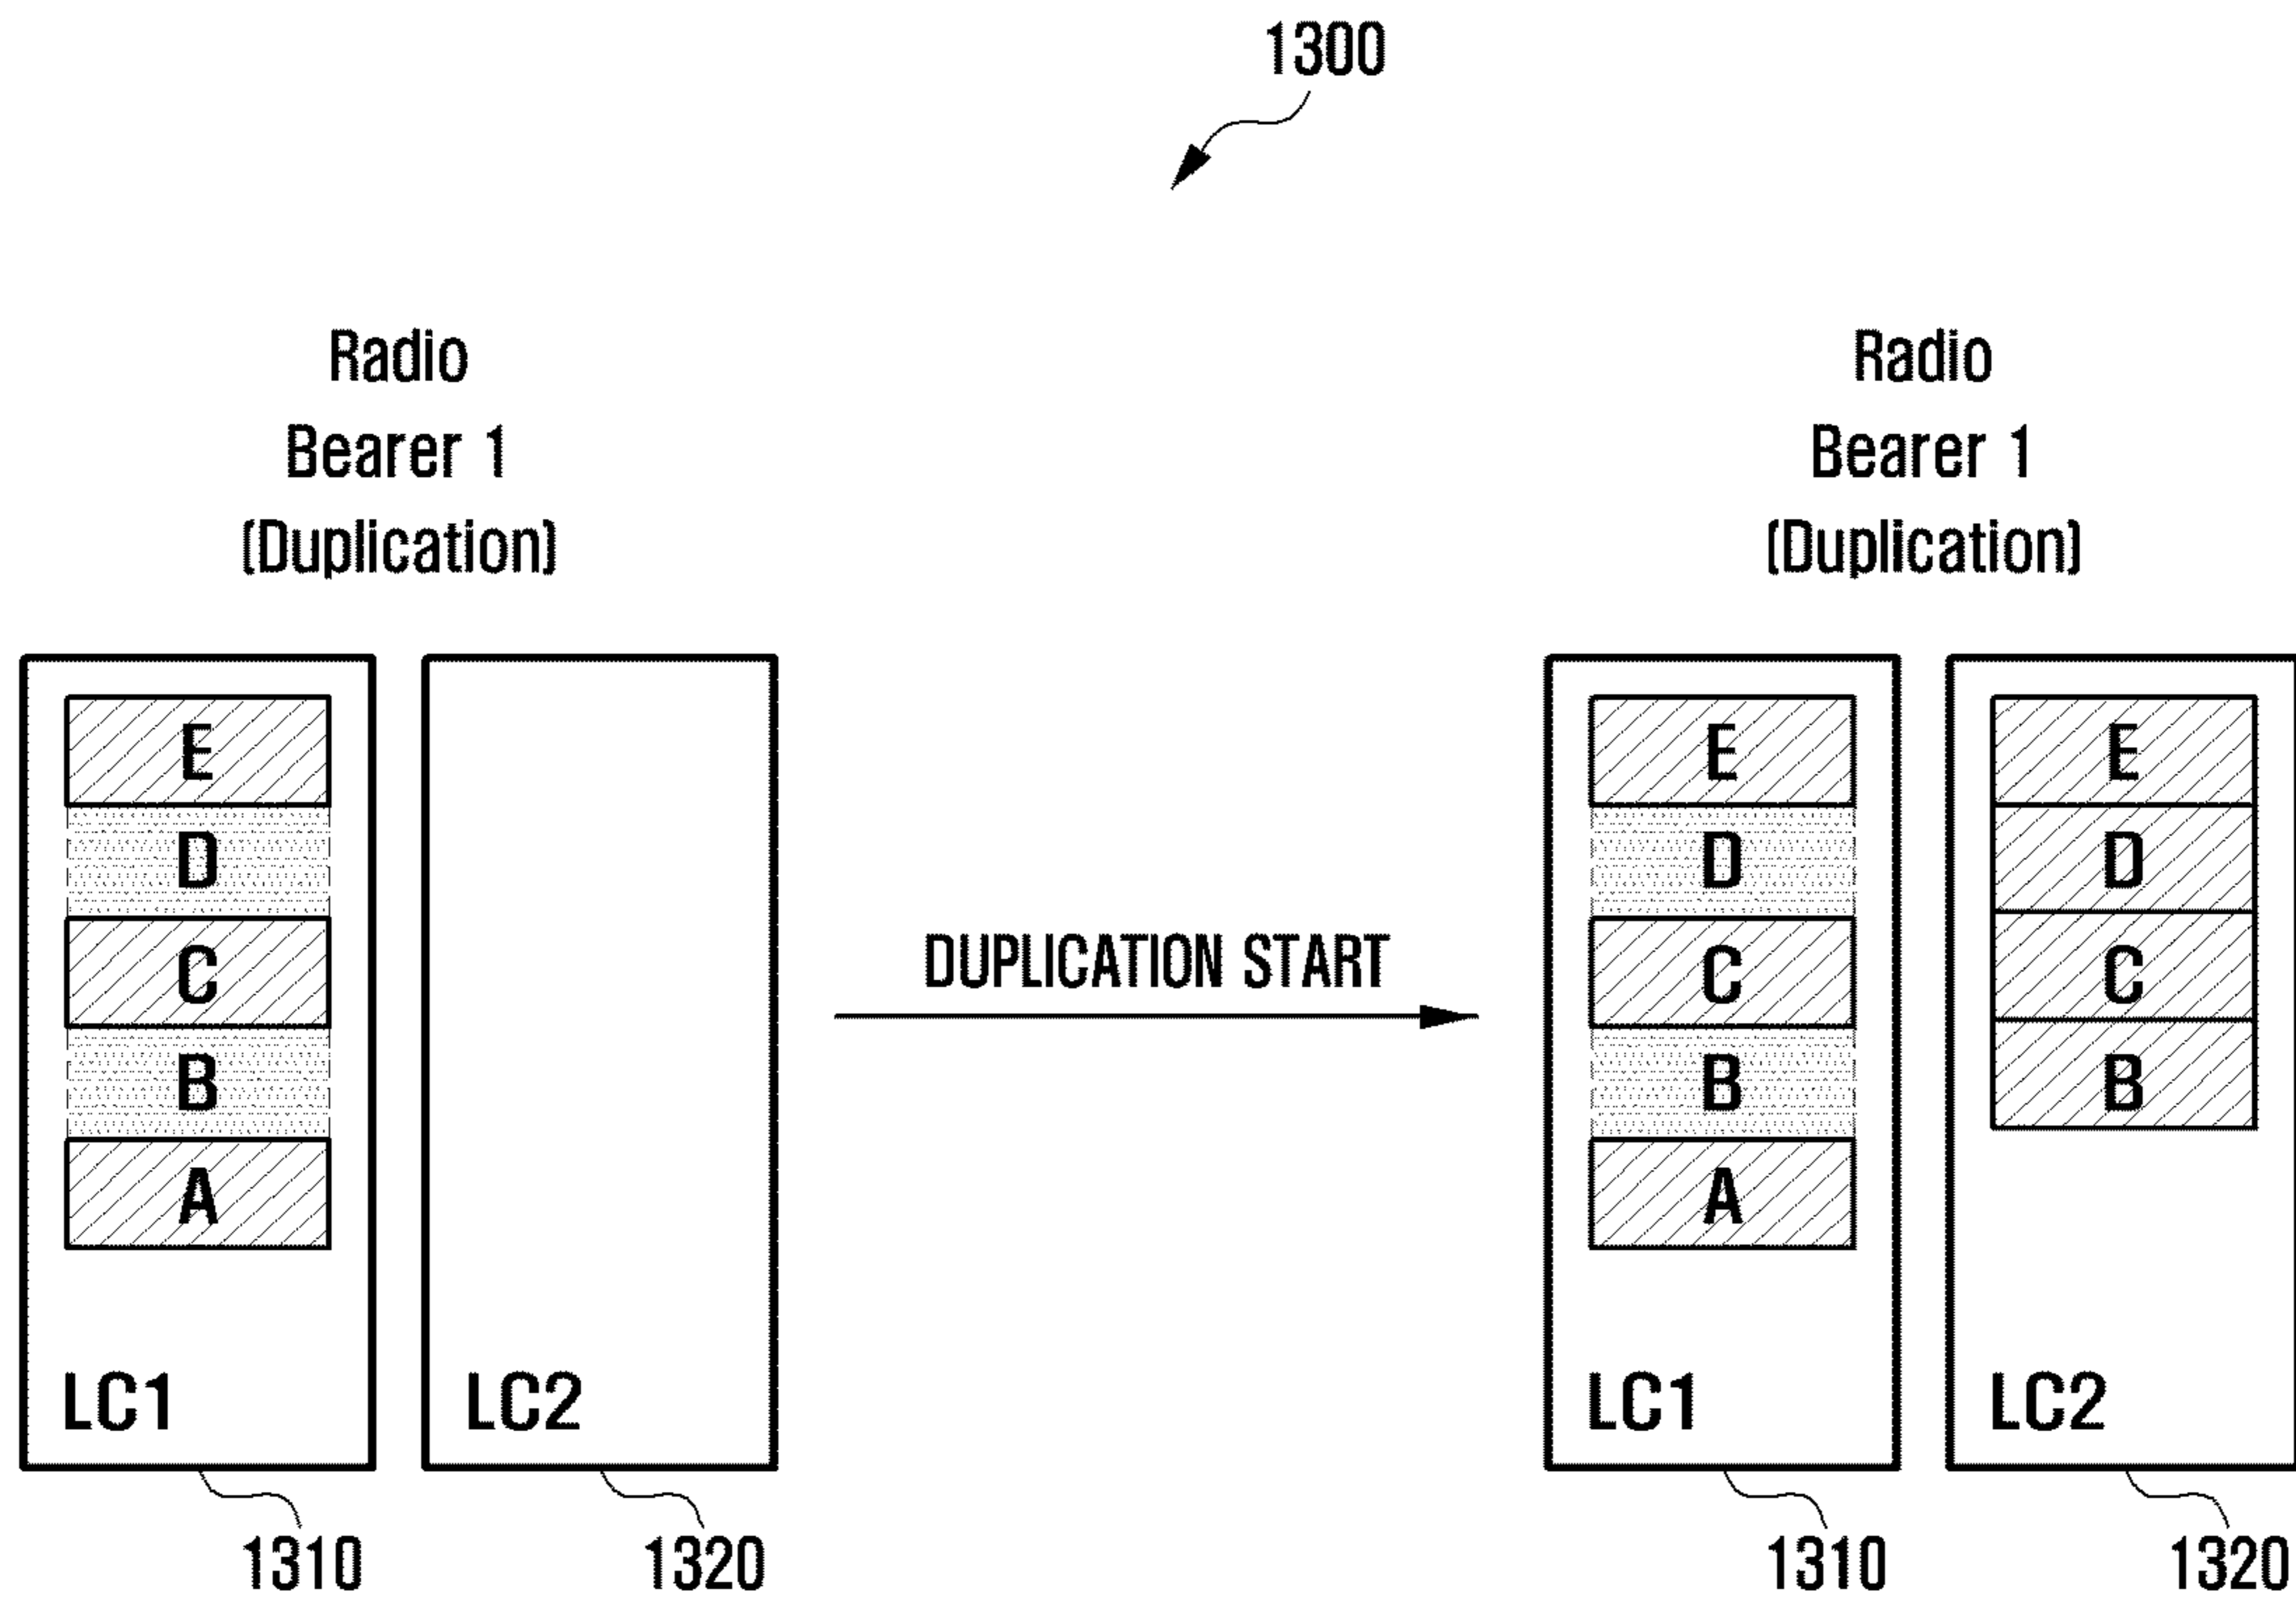 1300
Radio
Bearer 1
(Duplication)
E
D
C
B
A
LC1
1310
LC2
1320
DUPLICATION START
Radio
Bearer 1
(Duplication)
E
D
C
B
A
LC1
1310
E
D
C
B
LC2
1320